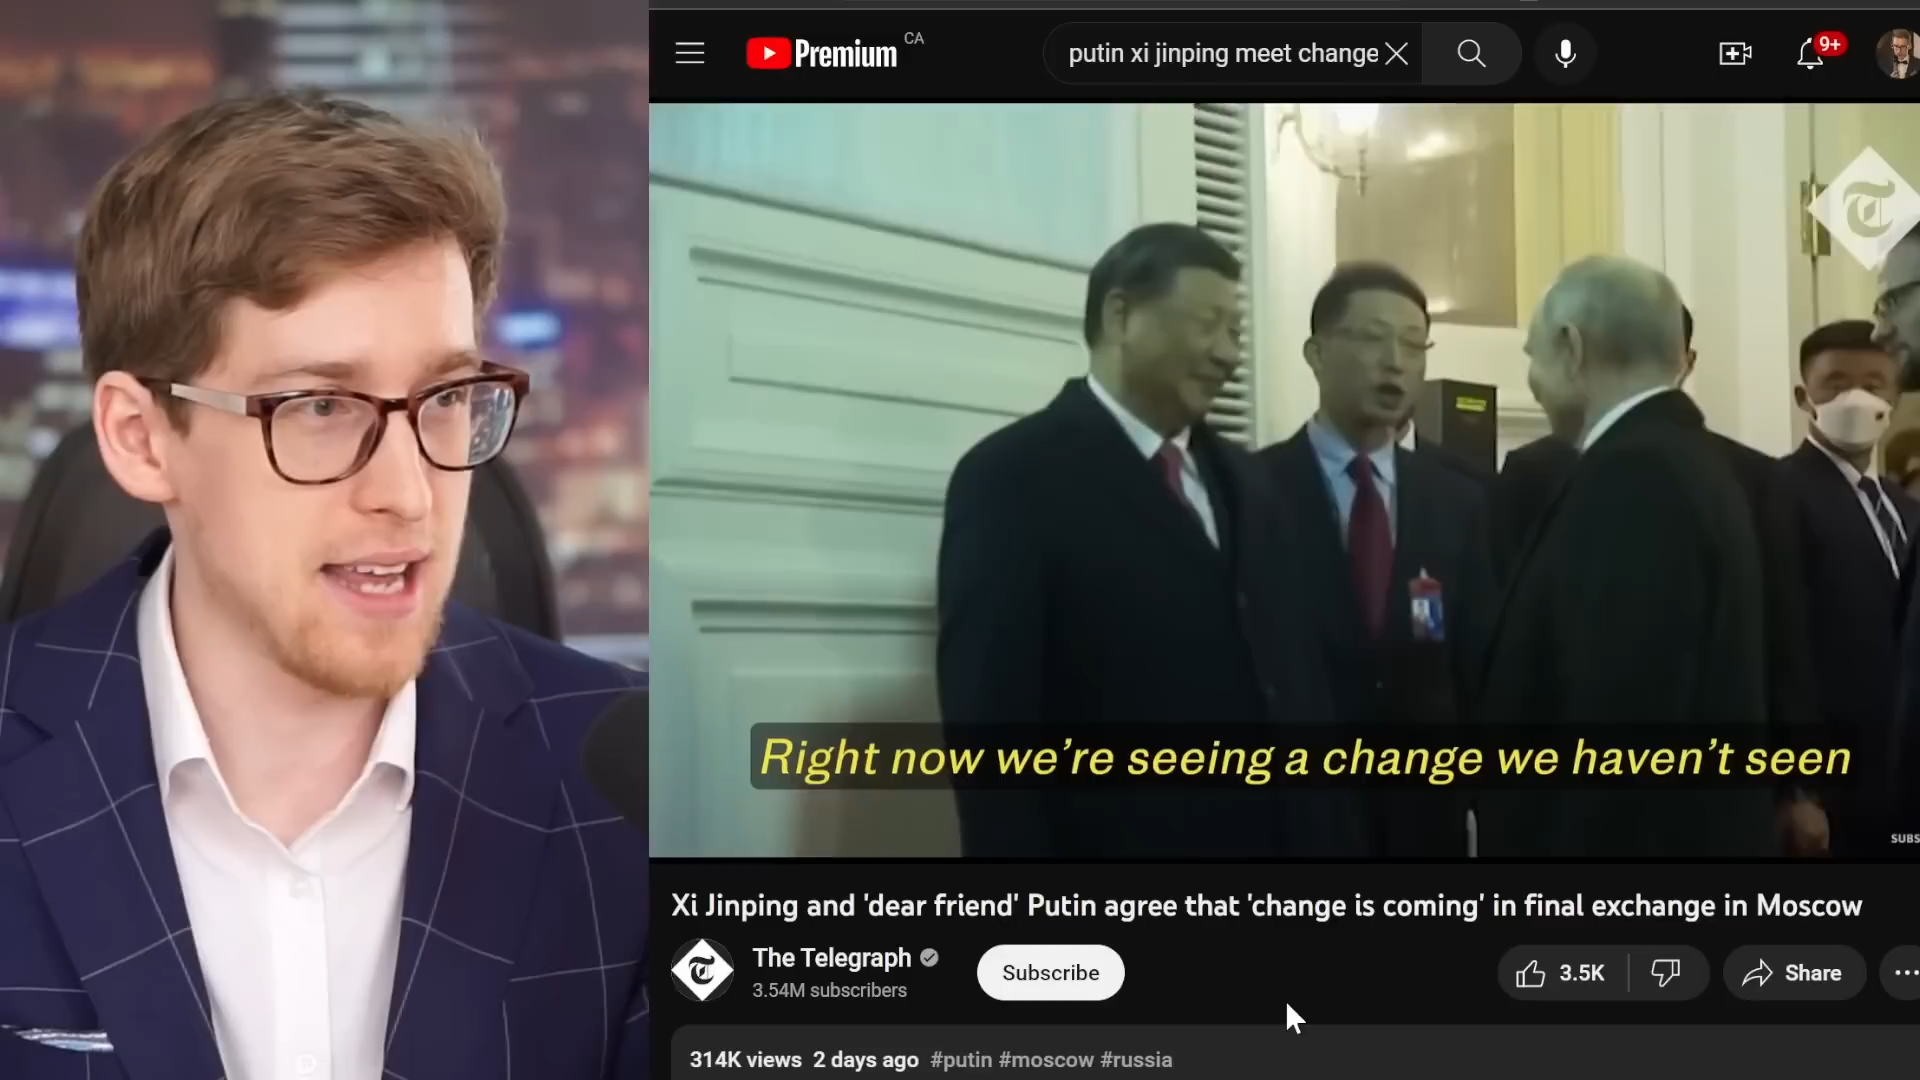 Premium CA
putin xi jinping meet change
9+
Right now we're seeing a change we haven't seen
SUBS
Xi Jinping and 'dear friend' Putin agree that 'change is coming' in final exchange in Moscow
The Telegraph
3.54M subscribers
Subscribe
3.5K
Share
314K views 2 days ago #putin #moscow #russia